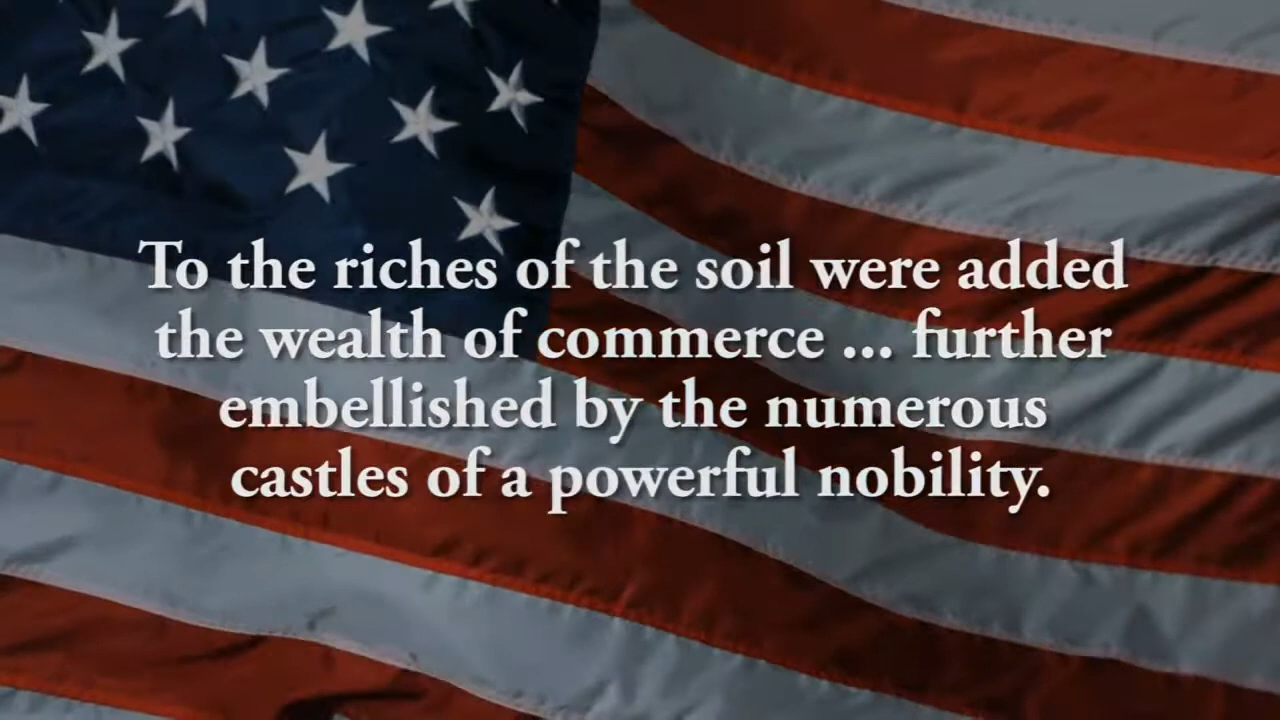 To the riches of the soil were added
the wealth of commerce ... further
embellished by the numerous
castles of a powerful nobility.